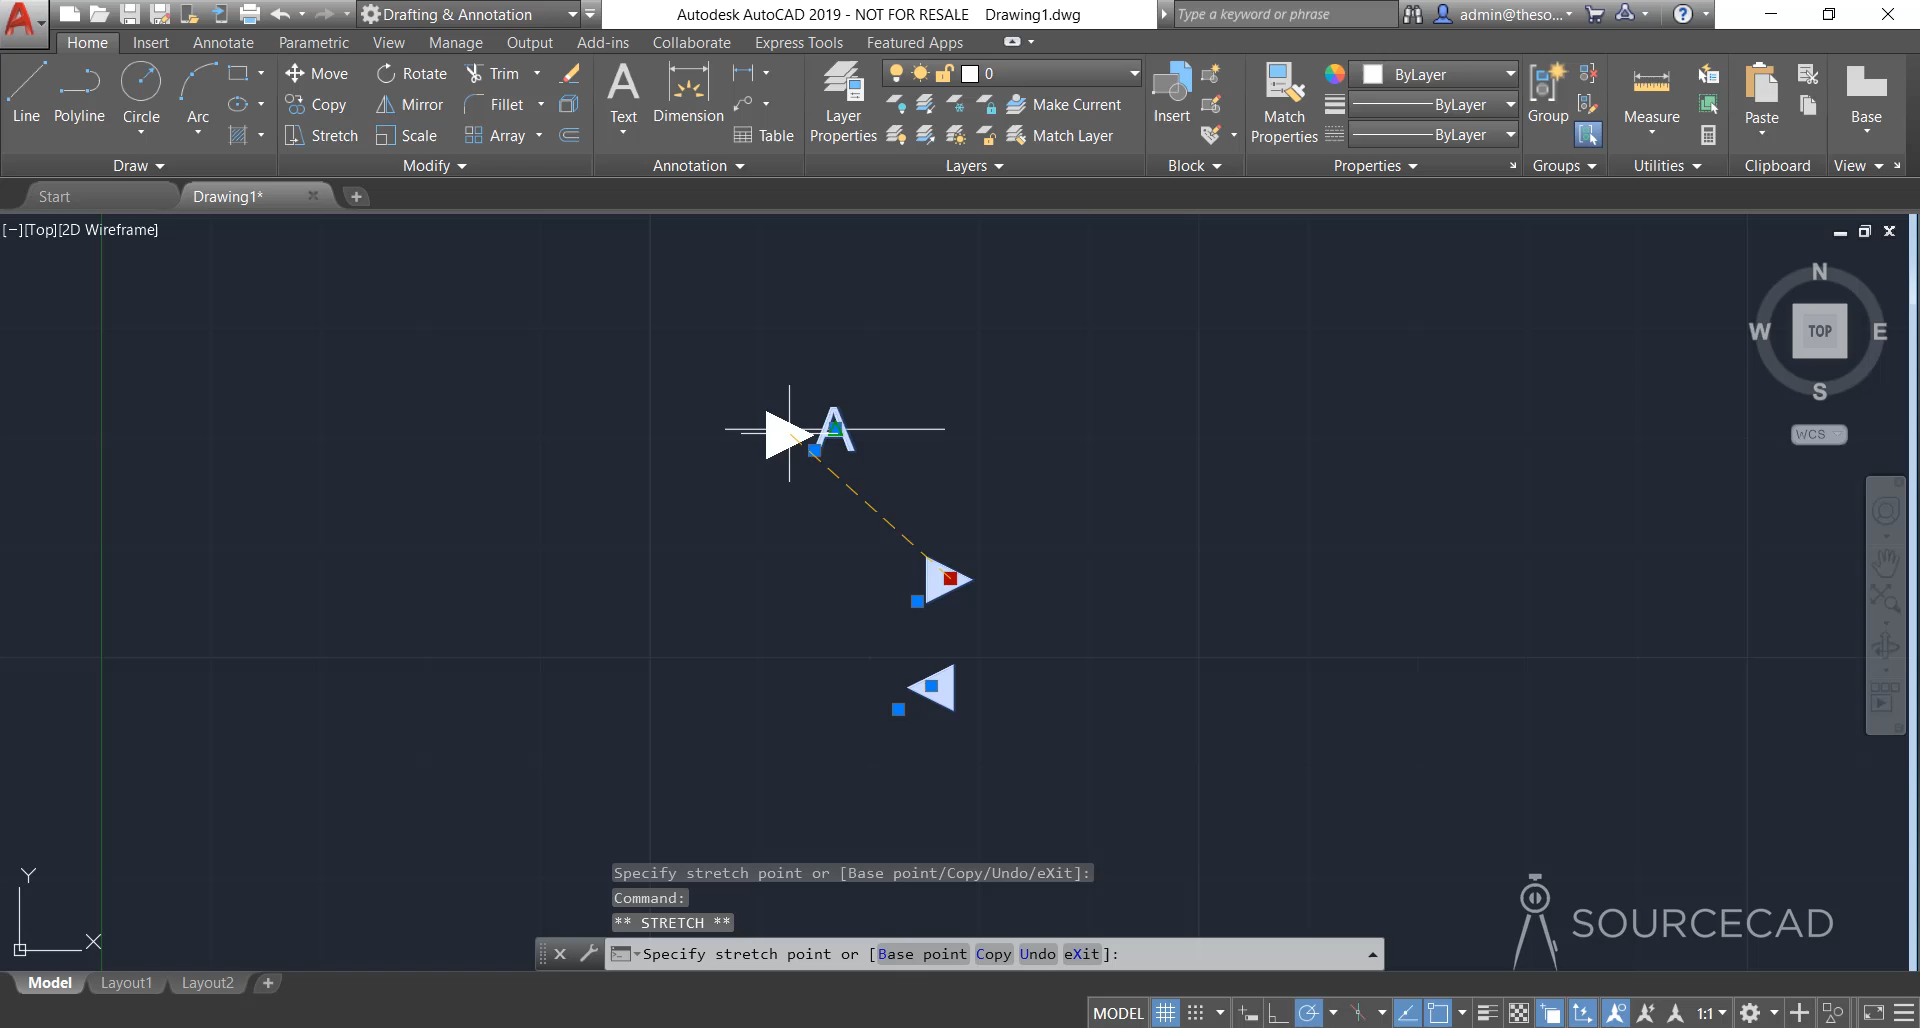 Drafting & Annotation
Autodesk AutoCAD 2019 - NOT FOR RESALE Drawing1.dwg
Type a keyword or phrase
admin@theso...
Home Insert Annotate Parametric View Manage Output Add-ins Collaborate Express Tools Featured Apps
Line Polyline Circle Arc
Move Rotate Trim
Copy Mirror Fillet
Stretch Scale Array
Text Dimension Table
Layer Properties
0
Make Current
Match Layer
Insert
Match Properties
ByLayer
ByLayer
ByLayer
Group
Measure
Paste
Base
Draw Modify Annotation Layers Block Properties Groups Utilities Clipboard View
Start Drawing1*
[−][Top][2D Wireframe]
N
W TOP E
S
WCS
A
Y
X
Specify stretch point or [Base point/Copy/Undo/eXit]:
Command:
** STRETCH **
Specify stretch point or [Base point Copy Undo eXit]:
SOURCECAD
Model Layout1 Layout2
MODEL 1:1